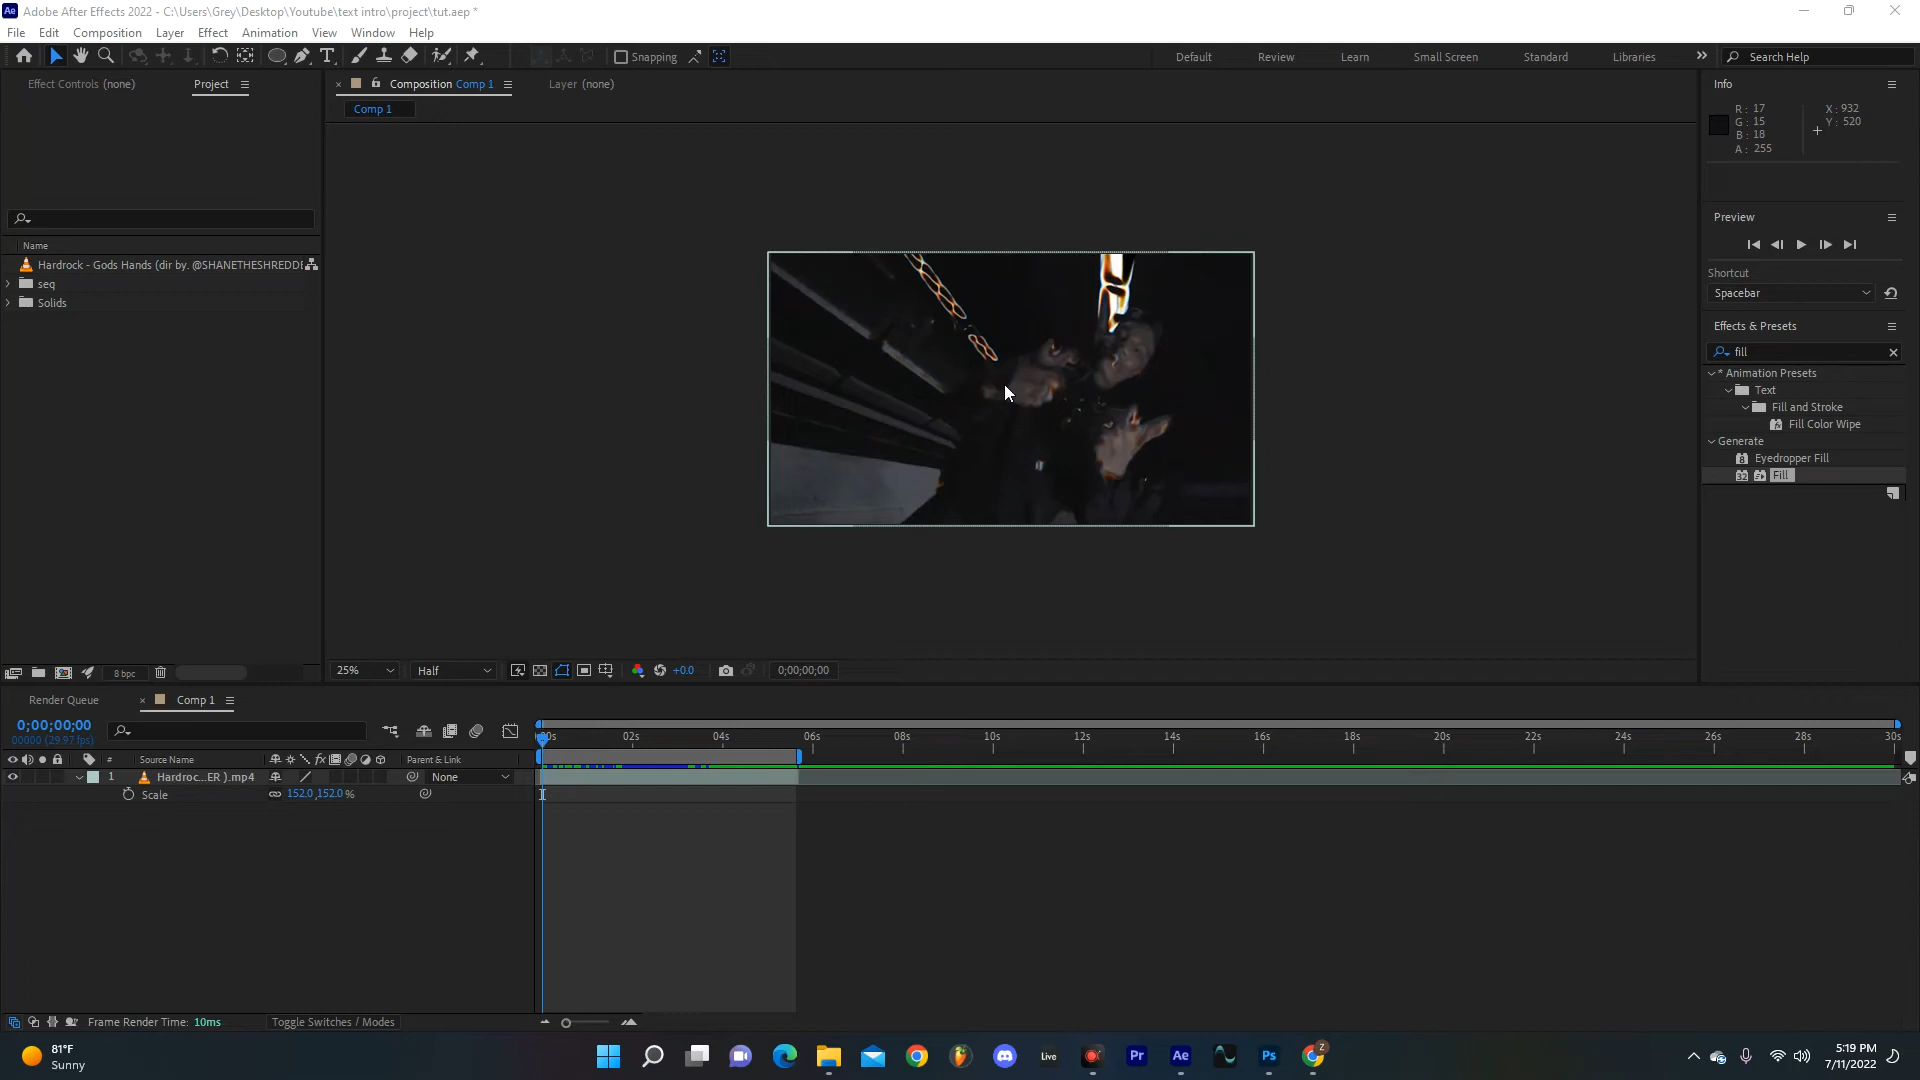 Adobe After Effects 2022 - C:\Users\Grey\Desktop\Youtube\text intro\project\tut.aep *
File Edit Composition Layer Effect Animation View Window Help
Snapping Default Review Learn Small Screen Standard Libraries Search Help
Effect Controls (none) Project
Composition Comp 1 Layer (none)
Comp 1
Info
R: 17 X: 932
G: 15 Y: 520
B: 18
A: 255
Preview
Shortcut
Spacebar
Effects & Presets
fill
* Animation Presets
Text
Fill and Stroke
Fill Color Wipe
Generate
Eyedropper Fill
Fill
Name
Hardrock - Gods Hands (dir by. @SHANETHESHREDDE
seq
Solids
8 bpc
25% Half +0.0 0;00;00;00
Render Queue Comp 1
0;00;00;00
00000 (29.97 fps)
:00s 02s 04s 06s 08s 10s 12s 14s 16s 18s 20s 22s 24s 26s 28s 30s
# Source Name Parent & Link
1 Hardroc...ER ).mp4 None
Scale 152.0,152.0%
Frame Render Time: 10ms Toggle Switches / Modes
81°F
Sunny
Live Pr Ae Ps Z
5:19 PM
7/11/2022